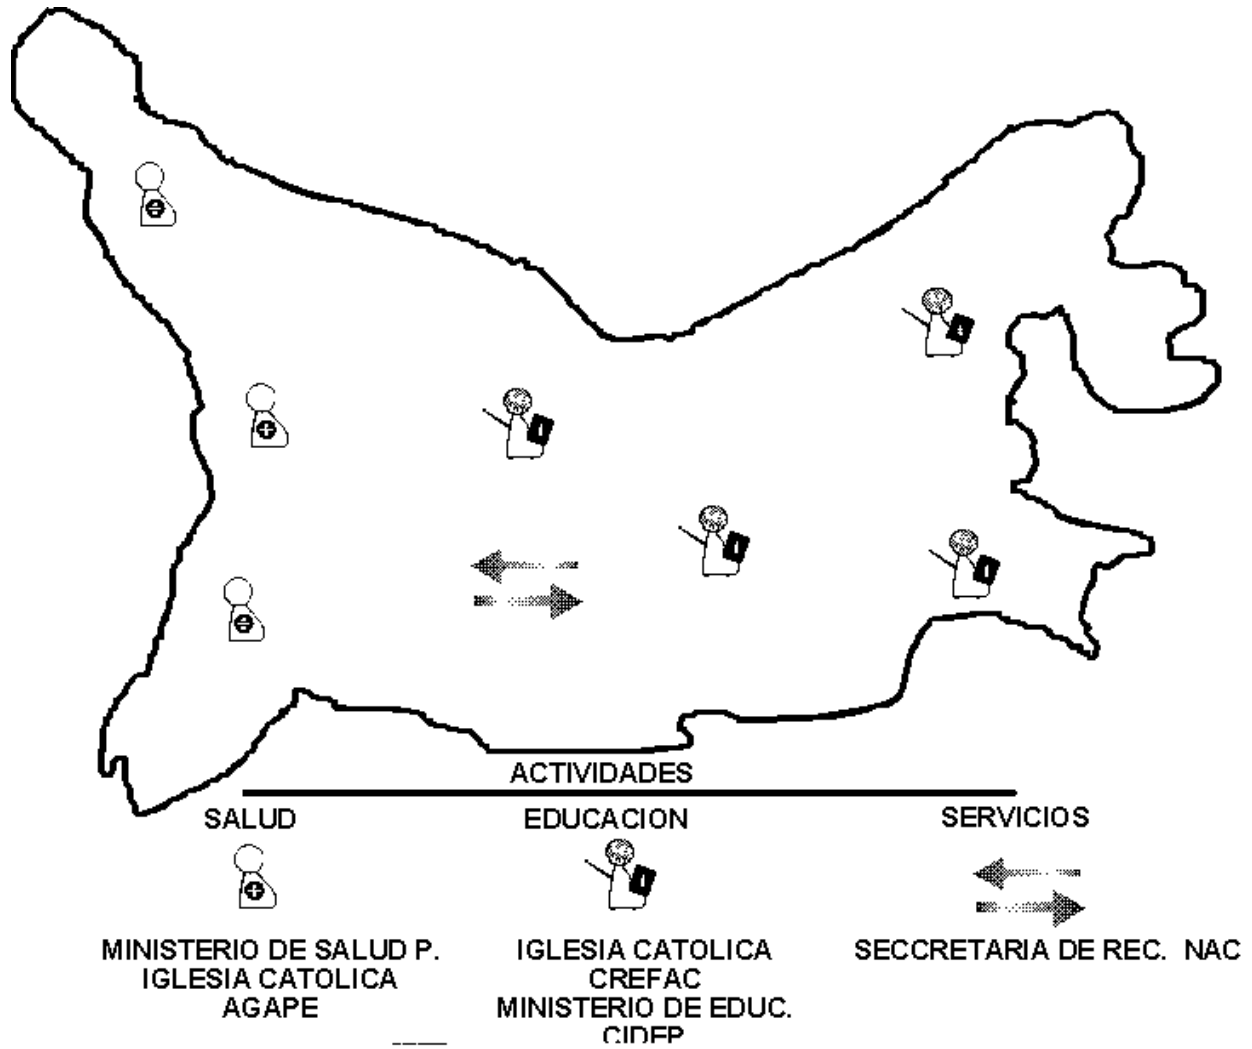 ACTIVIDADES
SALUD EDUCACION SERVICIOS
MINISTERIO DE SALUD P. IGLESIA CATOLICA SECCRETARIA DE REC. NAC
IGLESIA CATOLICA CREFAC
AGAPE MINISTERIO DE EDUC.
CIDEP